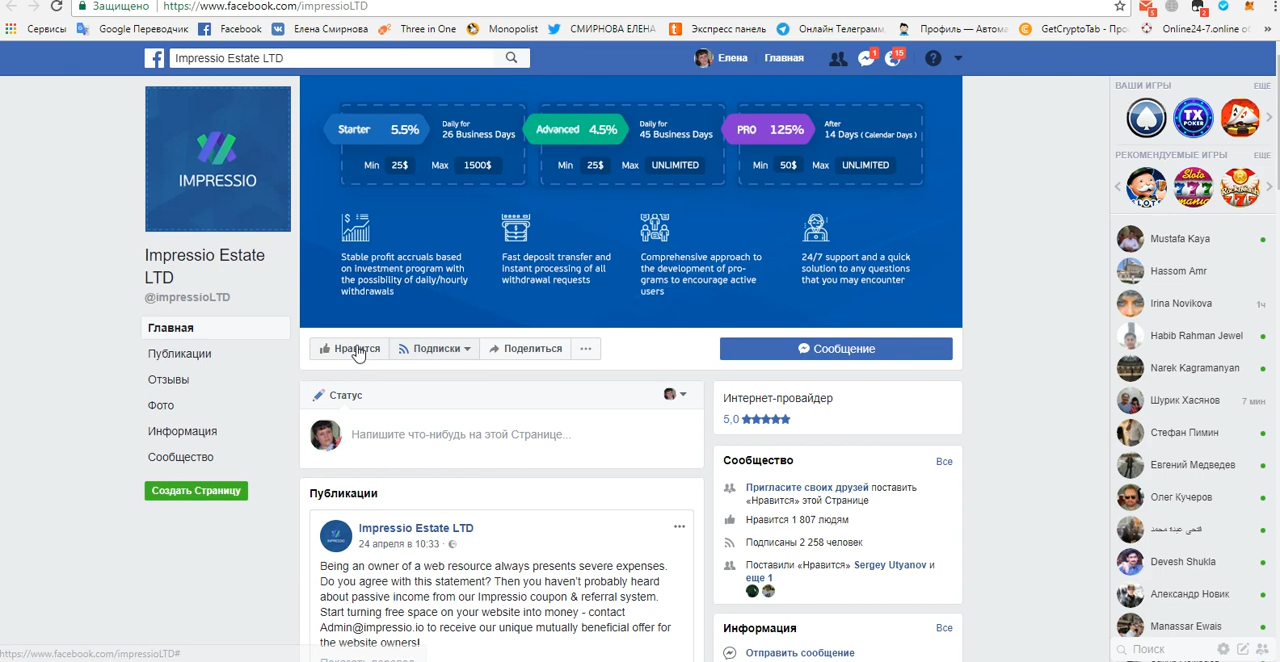 Защищено https://www.facebook.com/impressioLTD
5 2
Сервисы Google Переводчик Facebook Елена Смирнова Three in One Monopolist СМИРНОВА ЕЛЕНА Экспресс панель Онлайн Телеграмм, Профиль — Автома GetCryptoTab - Про Online24-7.online об »
Impressio Estate LTD Елена Главная 1 15
IMPRESSIO
Impressio Estate LTD
@impressioLTD
Главная
Публикации
Отзывы
Фото
Информация
Сообщество
Создать Страницу
Starter 5.5% Daily for 26 Business Days
Min 25$ Max 1500$
Advanced 4.5% Daily for 45 Business Days
Min 25$ Max UNLIMITED
PRO 125% After 14 Days ( Calendar Days )
Min 50$ Max UNLIMITED
Stable profit accruals based
on investment program with
the possibility of daily/hourly
withdrawals
Fast deposit transfer and
instant processing of all
withdrawal requests
Comprehensive approach to
the development of pro-
grams to encourage active
users
24/7 support and a quick
solution to any questions
that you may encounter
Нравится Подписки Поделиться ... Сообщение
Статус
Напишите что-нибудь на этой Странице...
Публикации
Impressio Estate LTD ...
24 апреля в 10:33 ·
Being an owner of a web resource always presents severe expenses.
Do you agree with this statement? Then you haven't probably heard
about passive income from our Impressio coupon & referral system.
Start turning free space on your website into money - contact
Admin@impressio.io to receive our unique mutually beneficial offer for
the website owners!
Показать перевод
Интернет-провайдер
5,0
Сообщество Все
Пригласите своих друзей поставить
«Нравится» этой Странице
Нравится 1 807 людям
Подписаны 2 258 человек
Поставили «Нравится» Sergey Utyanov и
еще 1
Информация Все
Отправить сообщение
ВАШИ ИГРЫ ЕЩЕ
TX POKER
РЕКОМЕНДУЕМЫЕ ИГРЫ ЕЩЕ
SLOT
Mustafa Kaya
Hassom Amr
Irina Novikova 1ч
Habib Rahman Jewel
Narek Kagramanyan
Шурик Хасянов 7 мин
Стефан Пимин
Евгений Медведев
Олег Кучеров
فتحى عبدة محمد
Devesh Shukla
Александр Новик
Manassar Ewais
Поиск
https://www.facebook.com/impressioLTD#